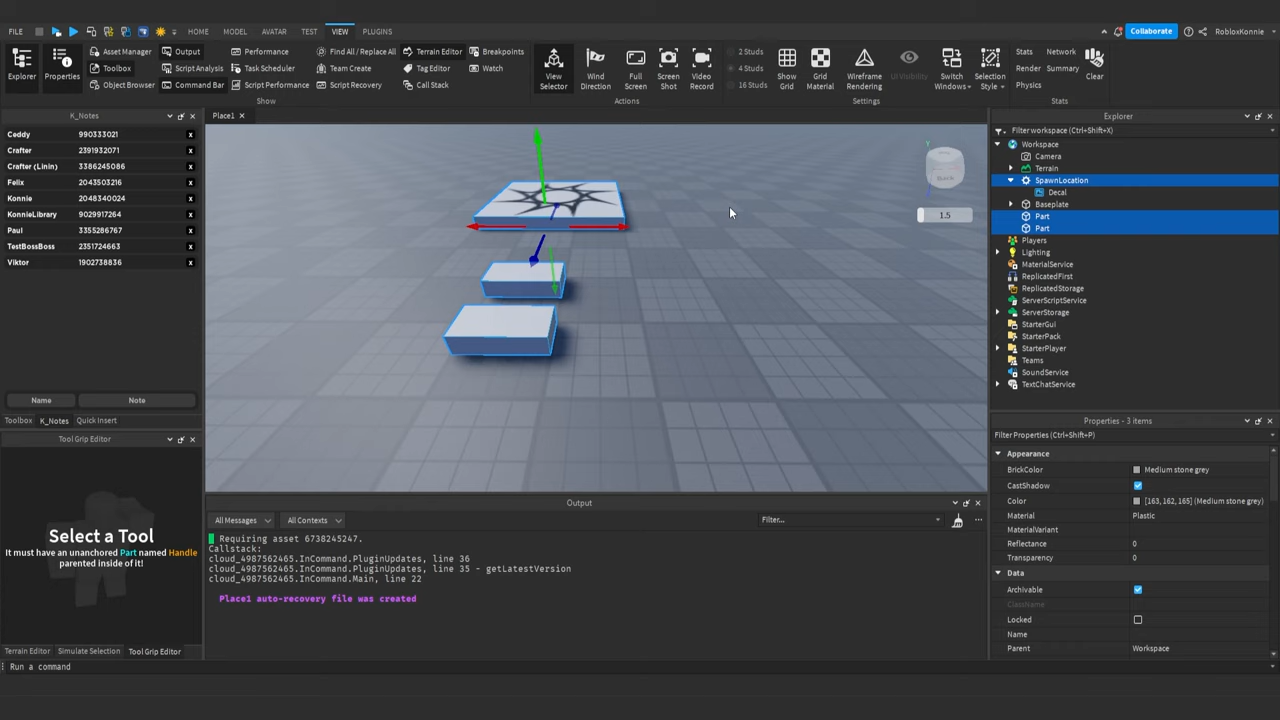 FILE HOME MODEL AVATAR TEST VIEW PLUGINS Collaborate RobloxKonnie
Explorer
Properties
Asset Manager
Toolbox
Object Browser
Output
Script Analysis
Command Bar
Performance
Task Scheduler
Script Performance
Find All / Replace All
Team Create
Script Recovery
Terrain Editor
Tag Editor
Call Stack
Breakpoints
Watch
Show
View
Selector
Wind
Direction
Full
Screen
Screen
Shot
Video
Record
Actions
2 Studs
4 Studs
16 Studs
Show
Grid
Grid
Material
Wireframe
Rendering
UI Visibility
Switch
Windows
Selection
Style
Settings
Stats
Render
Physics
Network
Summary
Clear
Stats
K_Notes
Ceddy 990333021 x
Crafter 2391932071 x
Crafter (Linin) 3386245086 x
Felix 2043503216 x
Konnie 2048340024 x
KonnieLibrary 9029917264 x
Paul 3355286767 x
TestBossBoss 2351724663 x
Viktor 1902738836 x
Name Note
Toolbox K_Notes Quick Insert
Tool Grip Editor
Select a Tool
It must have an unanchored Part named Handle
parented inside of it!
Terrain Editor Simulate Selection Tool Grip Editor
Run a command
Place1
Back
1.5
Output
All Messages All Contexts Filter...
Requiring asset 6738245247.
Callstack:
cloud_4987562465.InCommand.PluginUpdates, line 36
cloud_4987562465.InCommand.PluginUpdates, line 35 - getLatestVersion
cloud_4987562465.InCommand.Main, line 22
Place1 auto-recovery file was created
Explorer
Filter workspace (Ctrl+Shift+X)
Workspace
Camera
Terrain
SpawnLocation
Decal
Baseplate
Part
Part
Players
Lighting
MaterialService
ReplicatedFirst
ReplicatedStorage
ServerScriptService
ServerStorage
StarterGui
StarterPack
StarterPlayer
Teams
SoundService
TextChatService
Properties - 3 items
Filter Properties (Ctrl+Shift+P)
Appearance
BrickColor Medium stone grey
CastShadow
Color [163, 162, 165] (Medium stone grey)
Material Plastic
MaterialVariant
Reflectance 0
Transparency 0
Data
Archivable
ClassName
Locked
Name
Parent Workspace